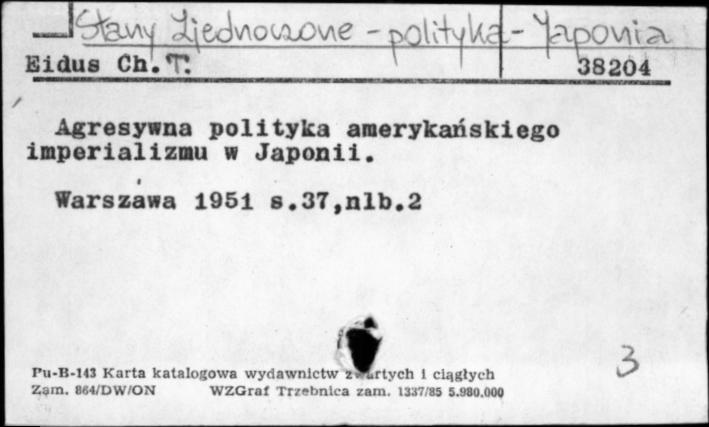 Stany Zjednoczone - polityka - Japonia
Eidus Ch. T. 38204
Agresywna polityka amerykańskiego
imperializmu w Japonii.
Warszawa 1951 s.37,nlb.2
3
Pu-B-143 Karta katalogowa wydawnictw i ciągłych
Zam. 864/DW/ON WZGraf Trzebnica zam. 1337/85 5.980.000